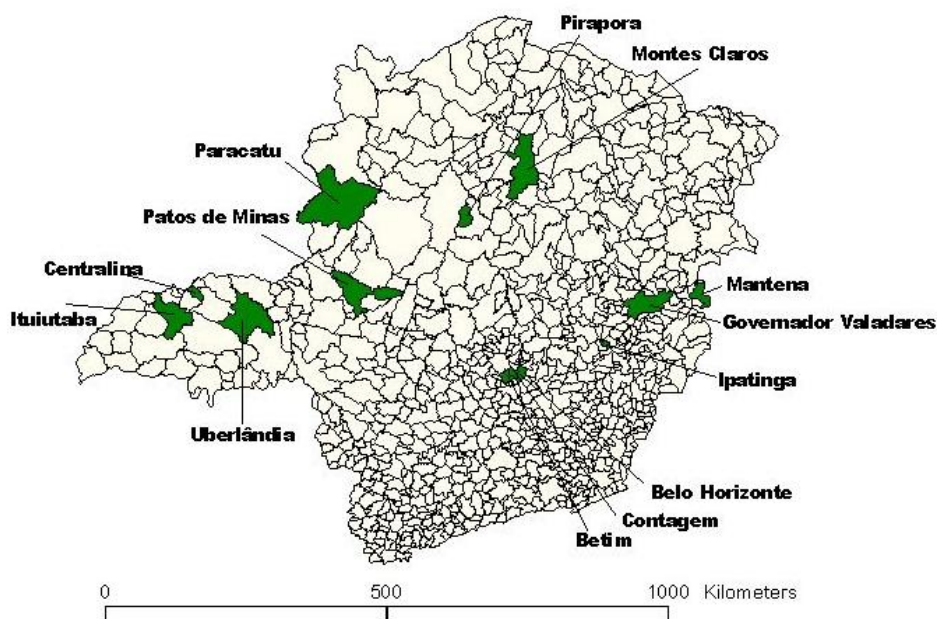 Pirapora
Montes Claros
Paracatu
Patos de Minas
Centralina
Ituiutaba
Mantena
Governador Valadares
Ipatinga
Uberlândia
Belo Horizonte
Contagem
Betim
0 500 1000 Kilometers